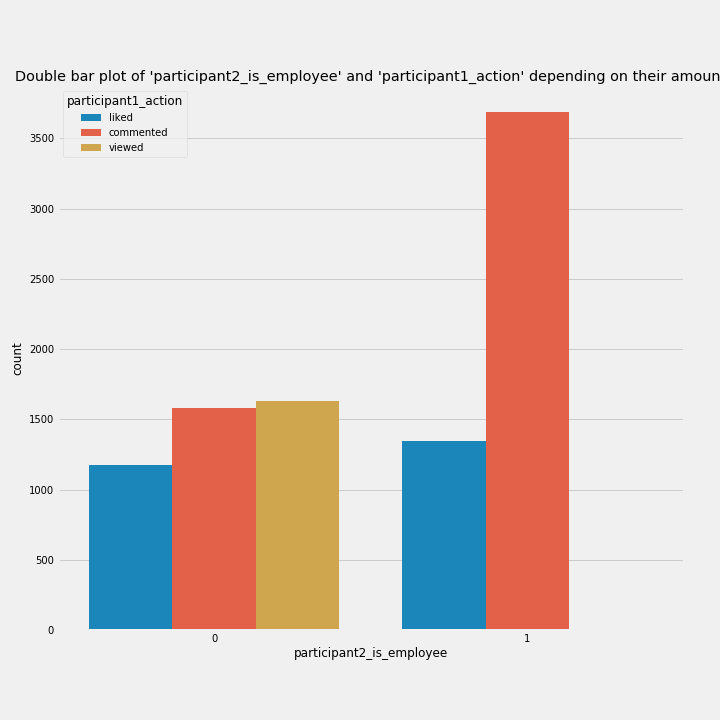 Double bar plot of 'participant2_is_employee' and 'participant1_action' depending on their amoun
participant1_action
liked
commented
viewed
3500
3000
2500
2000
1500
1000
500
0
count
0
1
participant2_is_employee